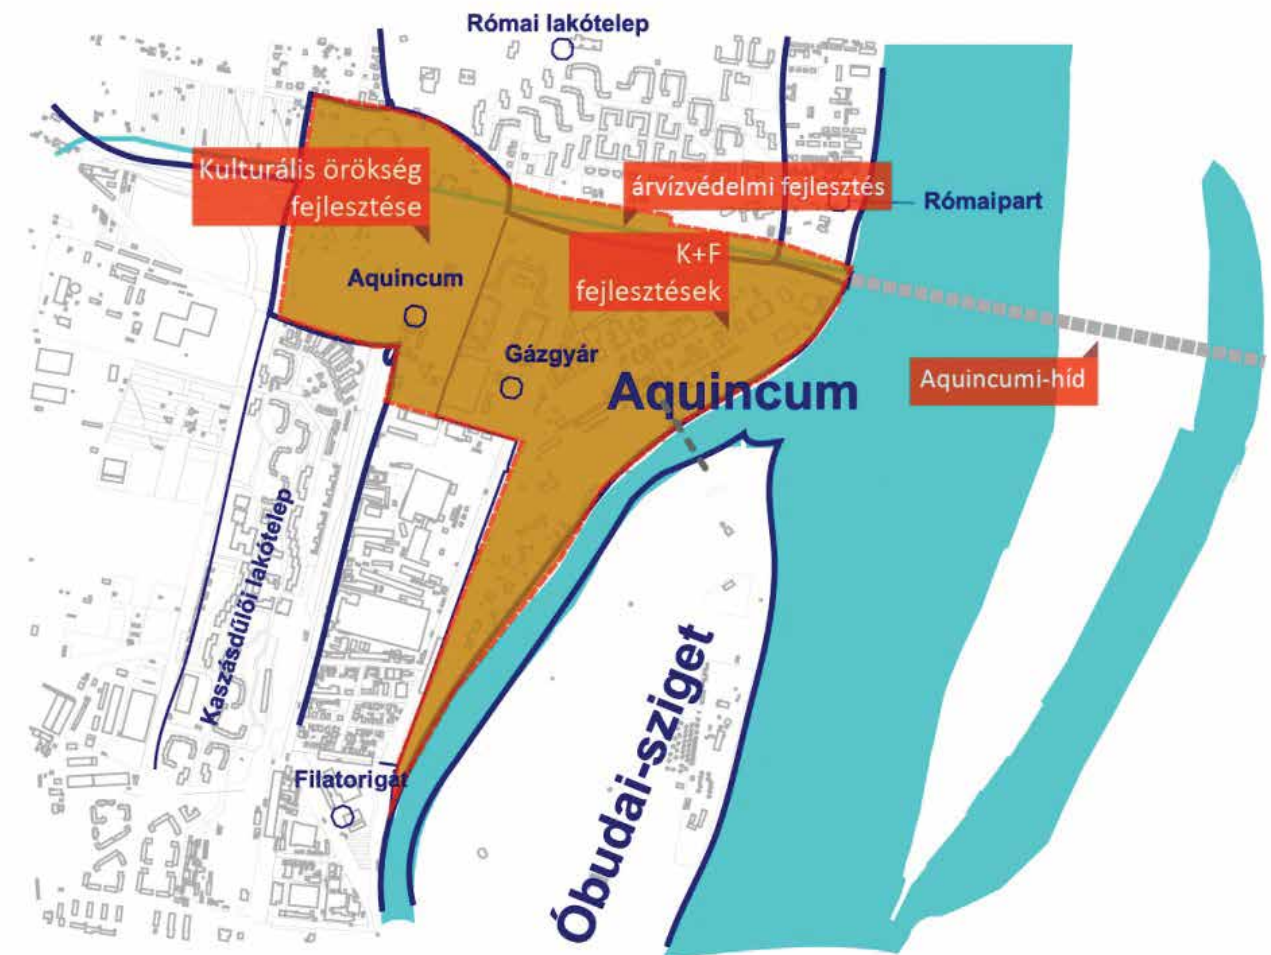 Római lakótelep
Kulturális örökség
fejlesztése
árvízvédelmi fejlesztés
Rómaipart
K+F
fejlesztések
Aquincum
Gázgyár
Aquincum
Aquincumi-híd
Kaszásdűlői lakótelep
Óbudai-sziget
Filatorigát